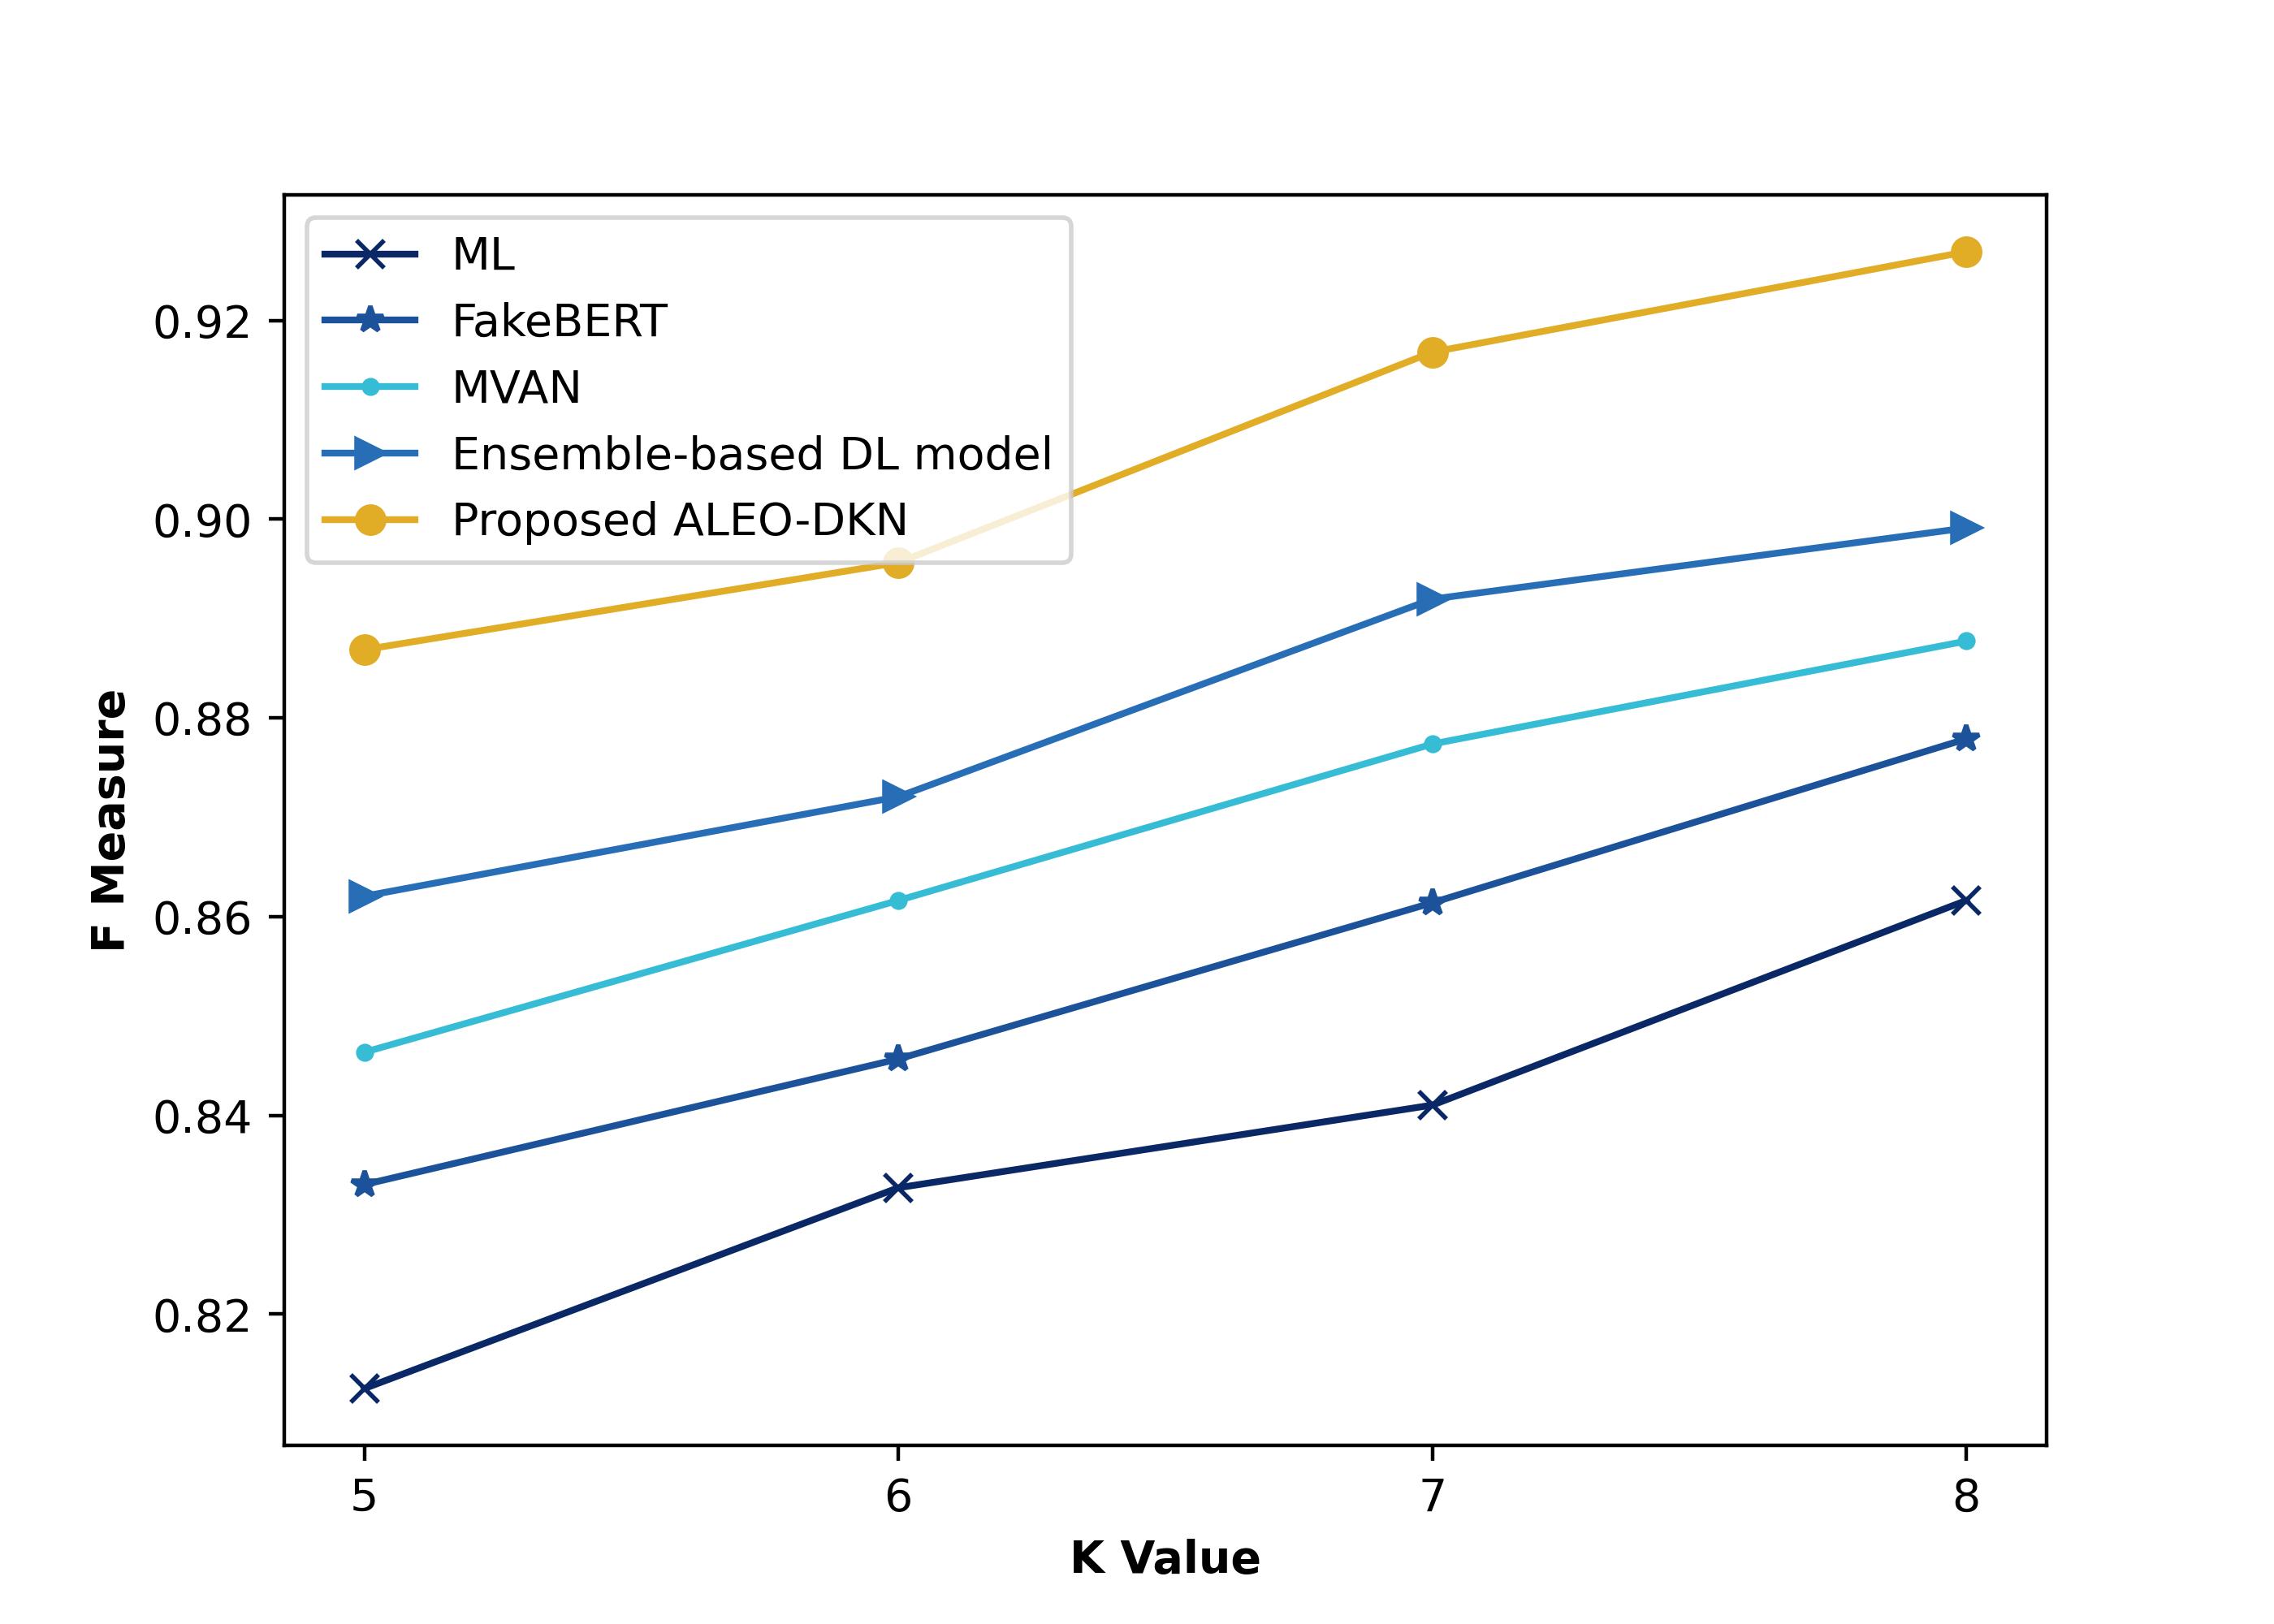 ML
FakeBERT
MVAN
Ensemble-based DL model
Proposed ALEO-DKN
F Measure
0.92
0.90
0.88
0.86
0.84
0.82
5 6 7 8
K Value